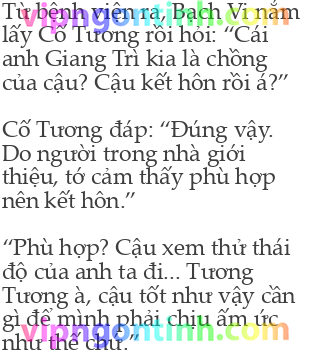 Từ bệnh viện ra, Bạch Vi nắm
lấy Cố Tương rồi hỏi: “Cái
anh Giang Trì kia là chồng
của cậu? Cậu kết hôn rồi á?”
Cố Tương đáp: “Đúng vậy.
Do người trong nhà giới
thiệu, tớ cảm thấy phù hợp
nên kết hôn.”
“Phù hợp? Cậu xem thử thái
độ của anh ta đi... Tương
Tương à, cậu tốt như vậy cần
gì để mình phải chịu ấm ức
như thế chứ.”
vipngontinh.com
vipngontinh.com
vipngontinh.com